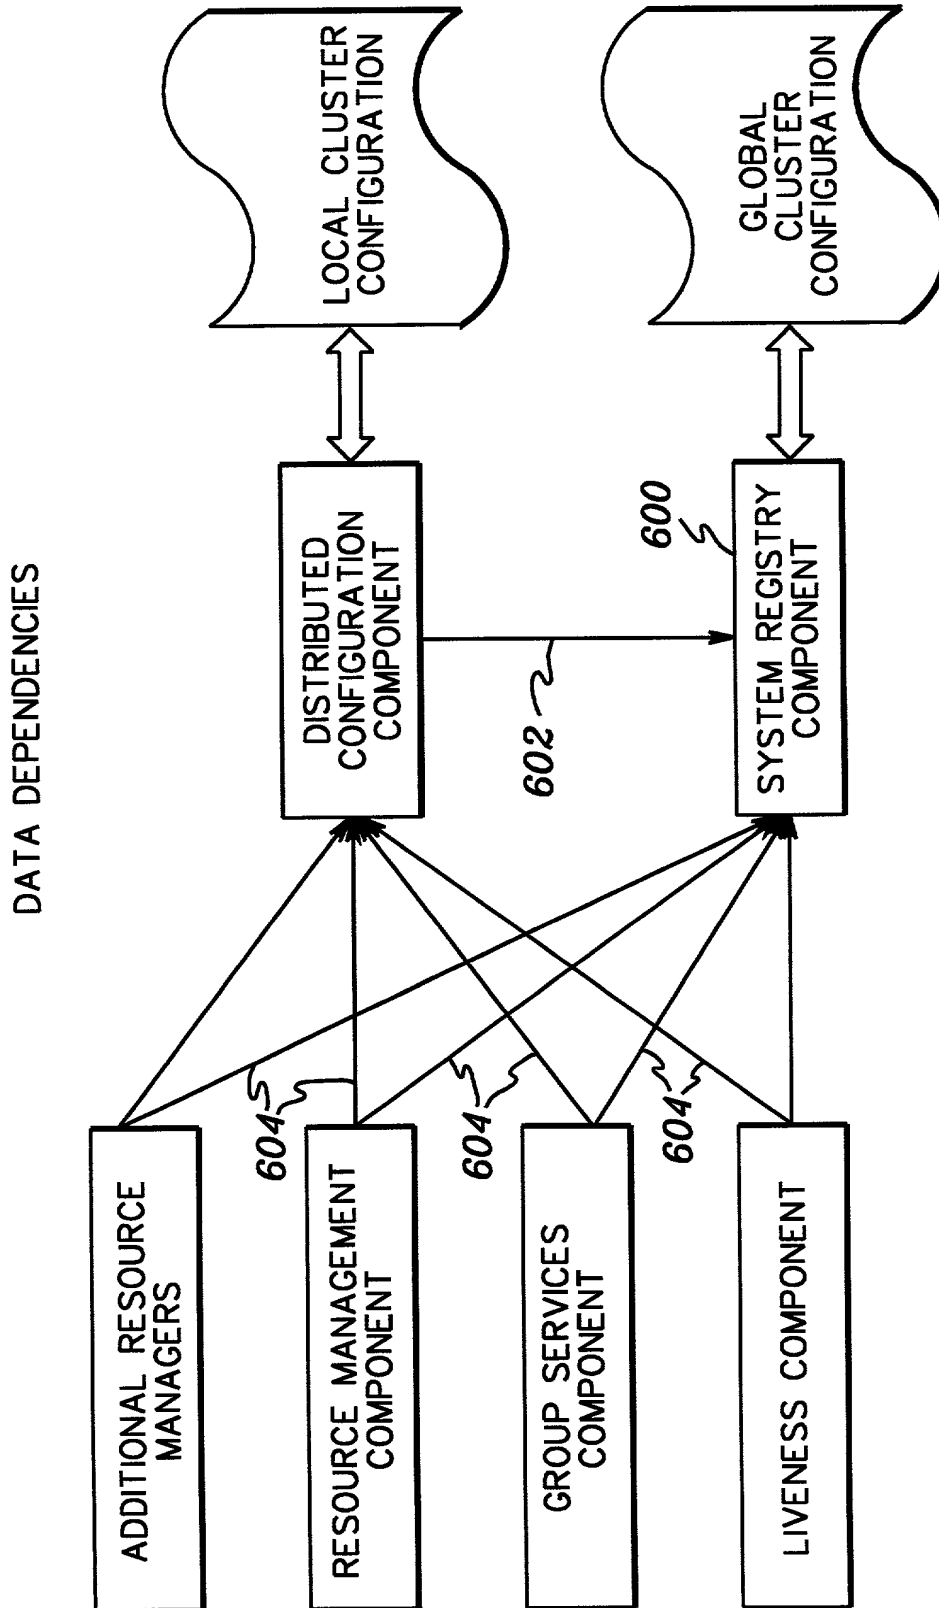 DATA DEPENDENCIES
ADDITIONAL RESOURCE
MANAGERS
RESOURCE MANAGEMENT
COMPONENT
GROUP SERVICES
COMPONENT
LIVENESS COMPONENT
604
604
604
DISTRIBUTED
CONFIGURATION
COMPONENT
602
600
SYSTEM REGISTRY
COMPONENT
LOCAL CLUSTER
CONFIGURATION
GLOBAL
CLUSTER
CONFIGURATION